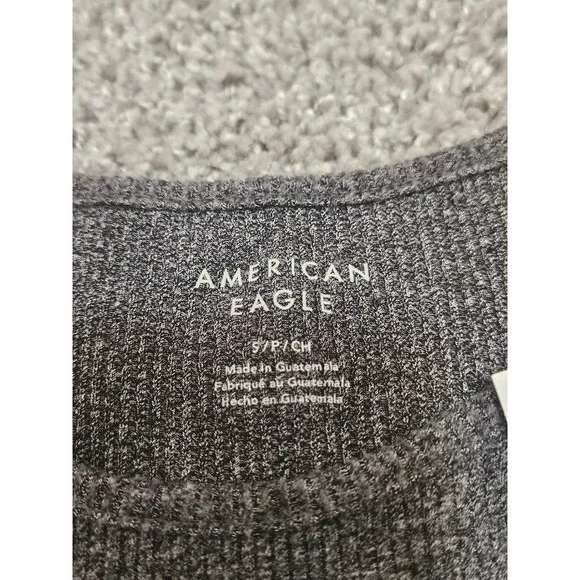 AMERICAN
EAGLE
S/P/CH
Made in Guatemala
Fabriqué au Guatemala
Hecho en Guatemala